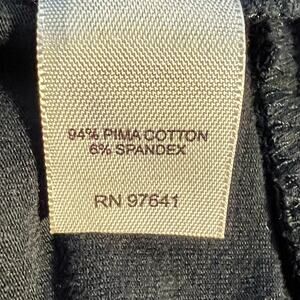 94% PIMA COTTON
6% SPANDEX
RN 97641